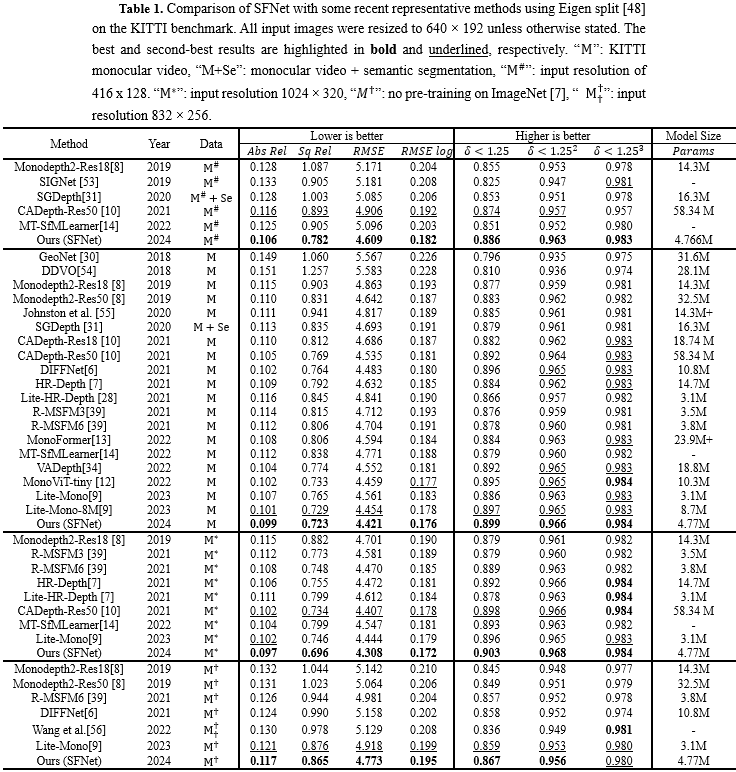 Table 1. Comparison of SFNet with some recent representative methods using Eigen split [48]
on the KITTI benchmark. All input images were resized to 640 × 192 unless otherwise stated. The
best and second-best results are highlighted in bold and underlined, respectively. “M”: KITTI
monocular video, “M+Se”: monocular video + semantic segmentation, “M#”: input resolution of
416 x 128. “M*”: input resolution 1024 × 320, “M†”: no pre-training on ImageNet [7], “ M‡”: input
resolution 832 × 256.
Method Year Data Lower is better Higher is better Model Size
Abs Rel Sq Rel RMSE RMSE log δ < 1.25 δ < 1.25² δ < 1.25³ Params
Monodepth2-Res18[8] 2019 M# 0.128 1.087 5.171 0.204 0.855 0.953 0.978 14.3M
SIGNet [53] 2019 M# 0.133 0.905 5.181 0.208 0.825 0.947 0.981 -
SGDepth[31] 2020 M# + Se 0.128 1.003 5.085 0.206 0.853 0.951 0.978 16.3M
CADepth-Res50 [10] 2021 M# 0.116 0.893 4.906 0.192 0.874 0.957 0.957 58.34 M
MT-SfMLearner[14] 2022 M# 0.125 0.905 5.096 0.203 0.851 0.952 0.980 -
Ours (SFNet) 2024 M# 0.106 0.782 4.609 0.182 0.886 0.963 0.983 4.766M
GeoNet [30] 2018 M 0.149 1.060 5.567 0.226 0.796 0.935 0.975 31.6M
DDVO[54] 2018 M 0.151 1.257 5.583 0.228 0.810 0.936 0.974 28.1M
Monodepth2-Res18 [8] 2019 M 0.115 0.903 4.863 0.193 0.877 0.959 0.981 14.3M
Monodepth2-Res50 [8] 2019 M 0.110 0.831 4.642 0.187 0.883 0.962 0.982 32.5M
Johnston et al. [55] 2020 M 0.111 0.941 4.817 0.189 0.885 0.961 0.981 14.3M+
SGDepth [31] 2020 M + Se 0.113 0.835 4.693 0.191 0.879 0.961 0.981 16.3M
CADepth-Res18 [10] 2021 M 0.110 0.812 4.686 0.187 0.882 0.962 0.983 18.74 M
CADepth-Res50 [10] 2021 M 0.105 0.769 4.535 0.181 0.892 0.964 0.983 58.34 M
DIFFNet[6] 2021 M 0.102 0.764 4.483 0.180 0.896 0.965 0.983 10.8M
HR-Depth [7] 2021 M 0.109 0.792 4.632 0.185 0.884 0.962 0.983 14.7M
Lite-HR-Depth [28] 2021 M 0.116 0.845 4.841 0.190 0.866 0.957 0.982 3.1M
R-MSFM3[39] 2021 M 0.114 0.815 4.712 0.193 0.876 0.959 0.981 3.5M
R-MSFM6 [39] 2021 M 0.112 0.806 4.704 0.191 0.878 0.960 0.981 3.8M
MonoFormer[13] 2022 M 0.108 0.806 4.594 0.184 0.884 0.963 0.983 23.9M+
MT-SfMLearner[14] 2022 M 0.112 0.838 4.771 0.188 0.879 0.960 0.982 -
VADepth[34] 2022 M 0.104 0.774 4.552 0.181 0.892 0.965 0.983 18.8M
MonoViT-tiny [12] 2022 M 0.102 0.733 4.459 0.177 0.895 0.965 0.984 10.3M
Lite-Mono[9] 2023 M 0.107 0.765 4.561 0.183 0.886 0.963 0.983 3.1M
Lite-Mono-8M[9] 2023 M 0.101 0.729 4.454 0.178 0.897 0.965 0.983 8.7M
Ours (SFNet) 2024 M 0.099 0.723 4.421 0.176 0.899 0.966 0.984 4.77M
Monodepth2-Res18 [8] 2019 M* 0.115 0.882 4.701 0.190 0.879 0.961 0.982 14.3M
R-MSFM3 [39] 2021 M* 0.112 0.773 4.581 0.189 0.879 0.960 0.982 3.5M
R-MSFM6 [39] 2021 M* 0.108 0.748 4.470 0.185 0.889 0.963 0.982 3.8M
HR-Depth[7] 2021 M* 0.106 0.755 4.472 0.181 0.892 0.966 0.984 14.7M
Lite-HR-Depth [7] 2021 M* 0.111 0.799 4.612 0.184 0.878 0.963 0.984 3.1M
CADepth-Res50 [10] 2021 M* 0.102 0.734 4.407 0.178 0.898 0.966 0.984 58.34 M
MT-SfMLearner[14] 2022 M* 0.104 0.799 4.547 0.181 0.893 0.963 0.982 -
Lite-Mono[9] 2023 M* 0.102 0.746 4.444 0.179 0.896 0.965 0.983 3.1M
Ours (SFNet) 2024 M* 0.097 0.696 4.308 0.172 0.903 0.968 0.984 4.77M
Monodepth2-Res18[8] 2019 M† 0.132 1.044 5.142 0.210 0.845 0.948 0.977 14.3M
Monodepth2-Res50 [8] 2019 M† 0.131 1.023 5.064 0.206 0.849 0.951 0.979 32.5M
R-MSFM6 [39] 2021 M† 0.126 0.944 4.981 0.204 0.857 0.952 0.978 3.8M
DIFFNet[6] 2021 M† 0.124 0.990 5.158 0.202 0.858 0.952 0.974 10.8M
Wang et al.[56] 2022 M‡ 0.130 0.978 5.129 0.208 0.836 0.949 0.981 -
Lite-Mono[9] 2023 M† 0.121 0.876 4.918 0.199 0.859 0.953 0.980 3.1M
Ours (SFNet) 2024 M† 0.117 0.865 4.773 0.195 0.867 0.956 0.980 4.77M